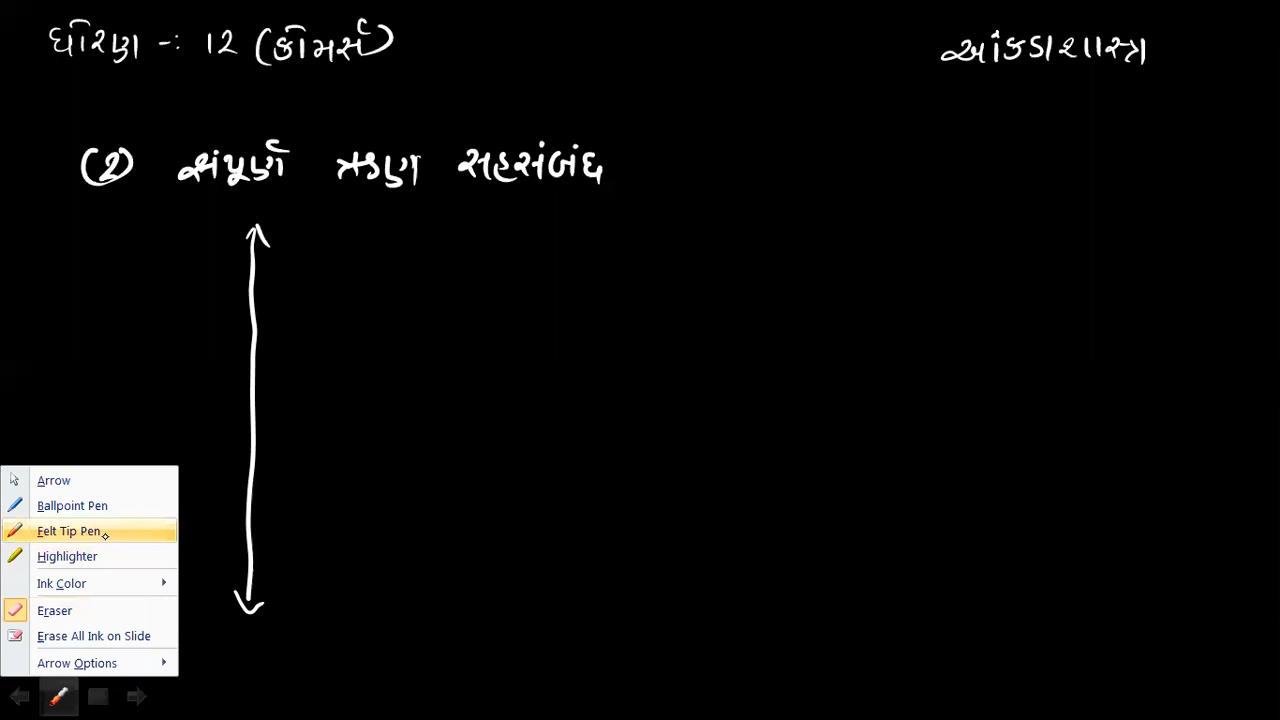 ધોરણ -: 12 (કોમર્સ)
આંકડાશાસ્ત્ર
(2) સંપૂર્ણ ઋણ સહસંબંધ
Arrow
Ballpoint Pen
Felt Tip Pen
Highlighter
Ink Color
Eraser
Erase All Ink on Slide
Arrow Options